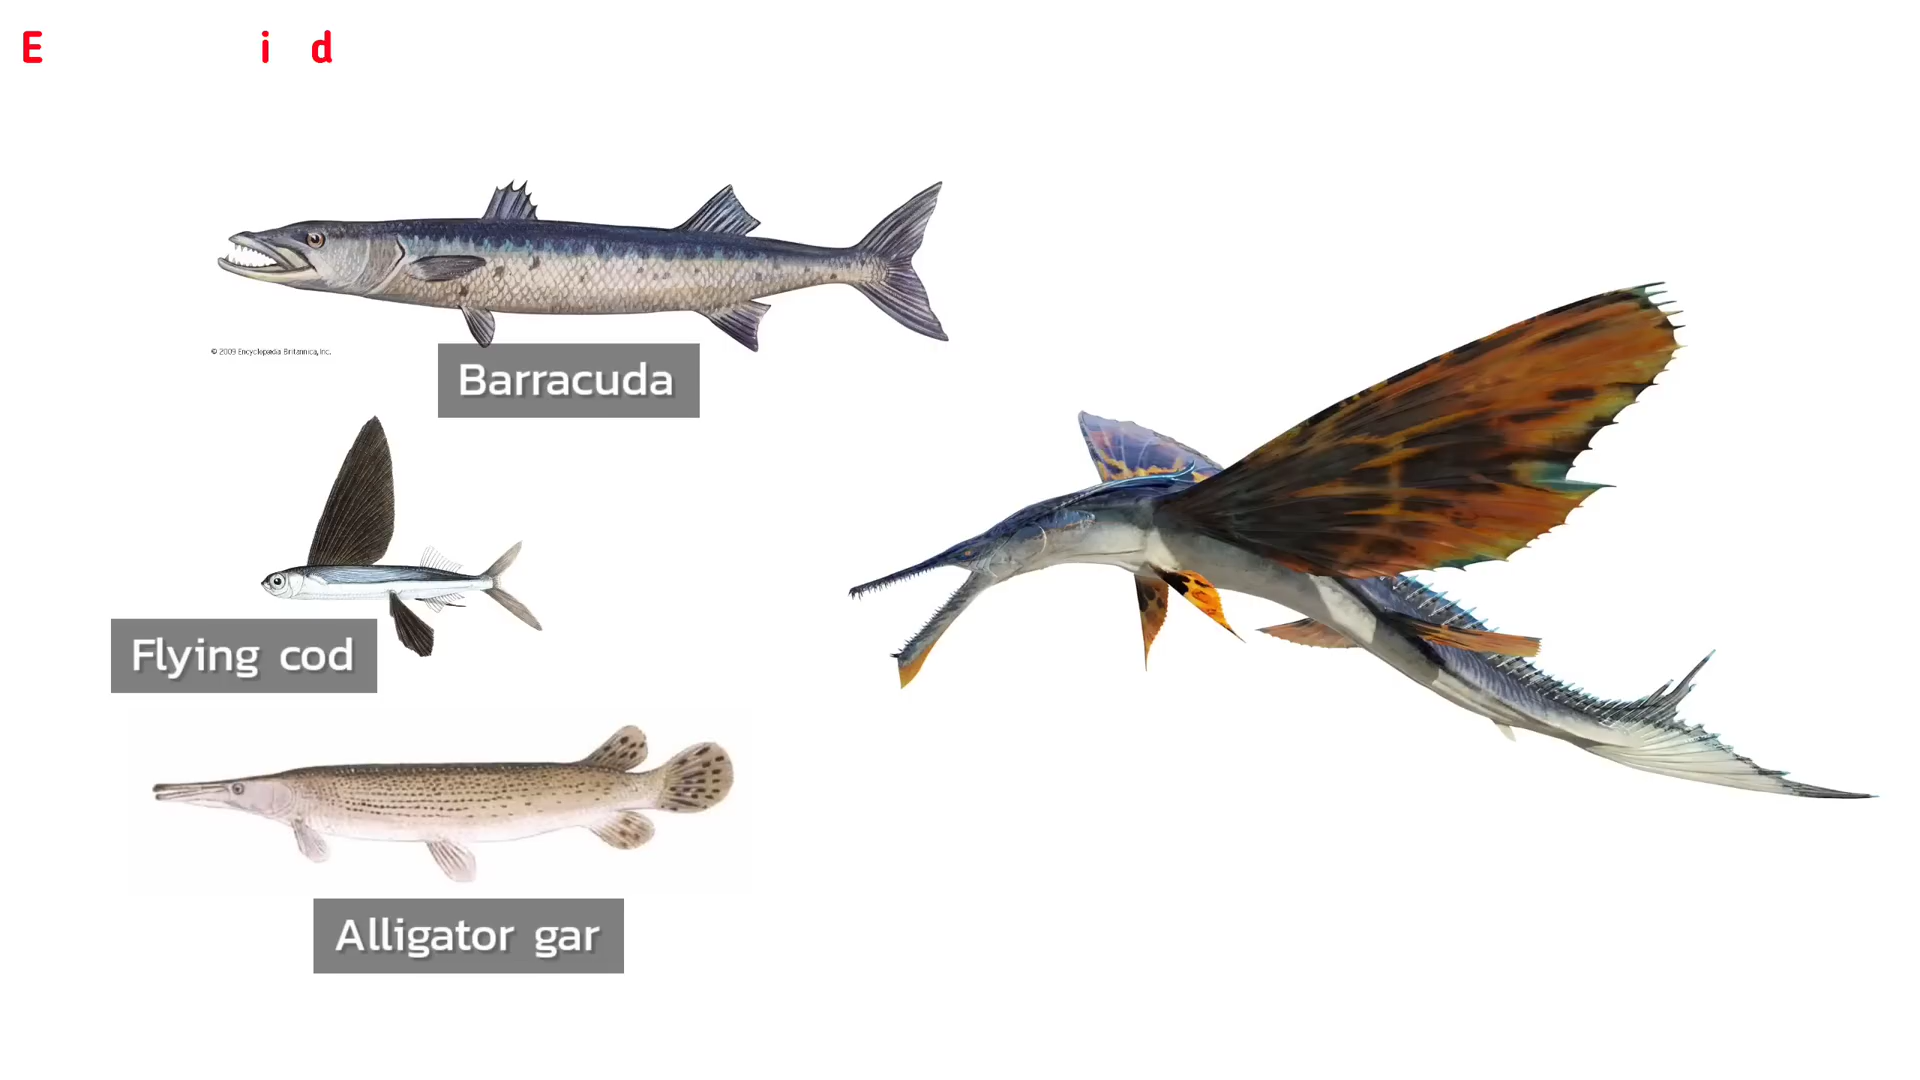 E i d
© 2009 Encyclopædia Britannica, Inc.
Barracuda
Flying cod
Alligator gar